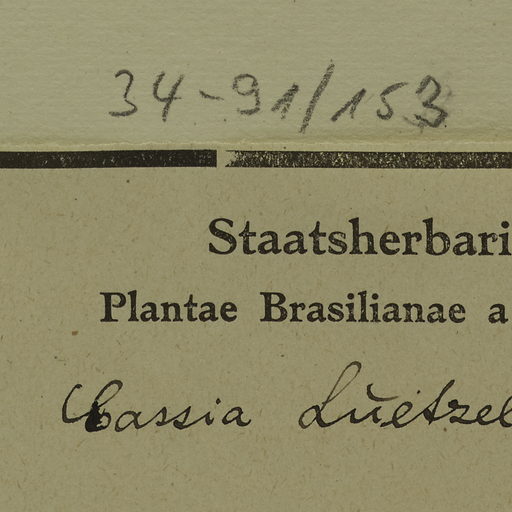 34-91/153
Staatsherbari
Plantae Brasilianae a
Cassia Luetzel